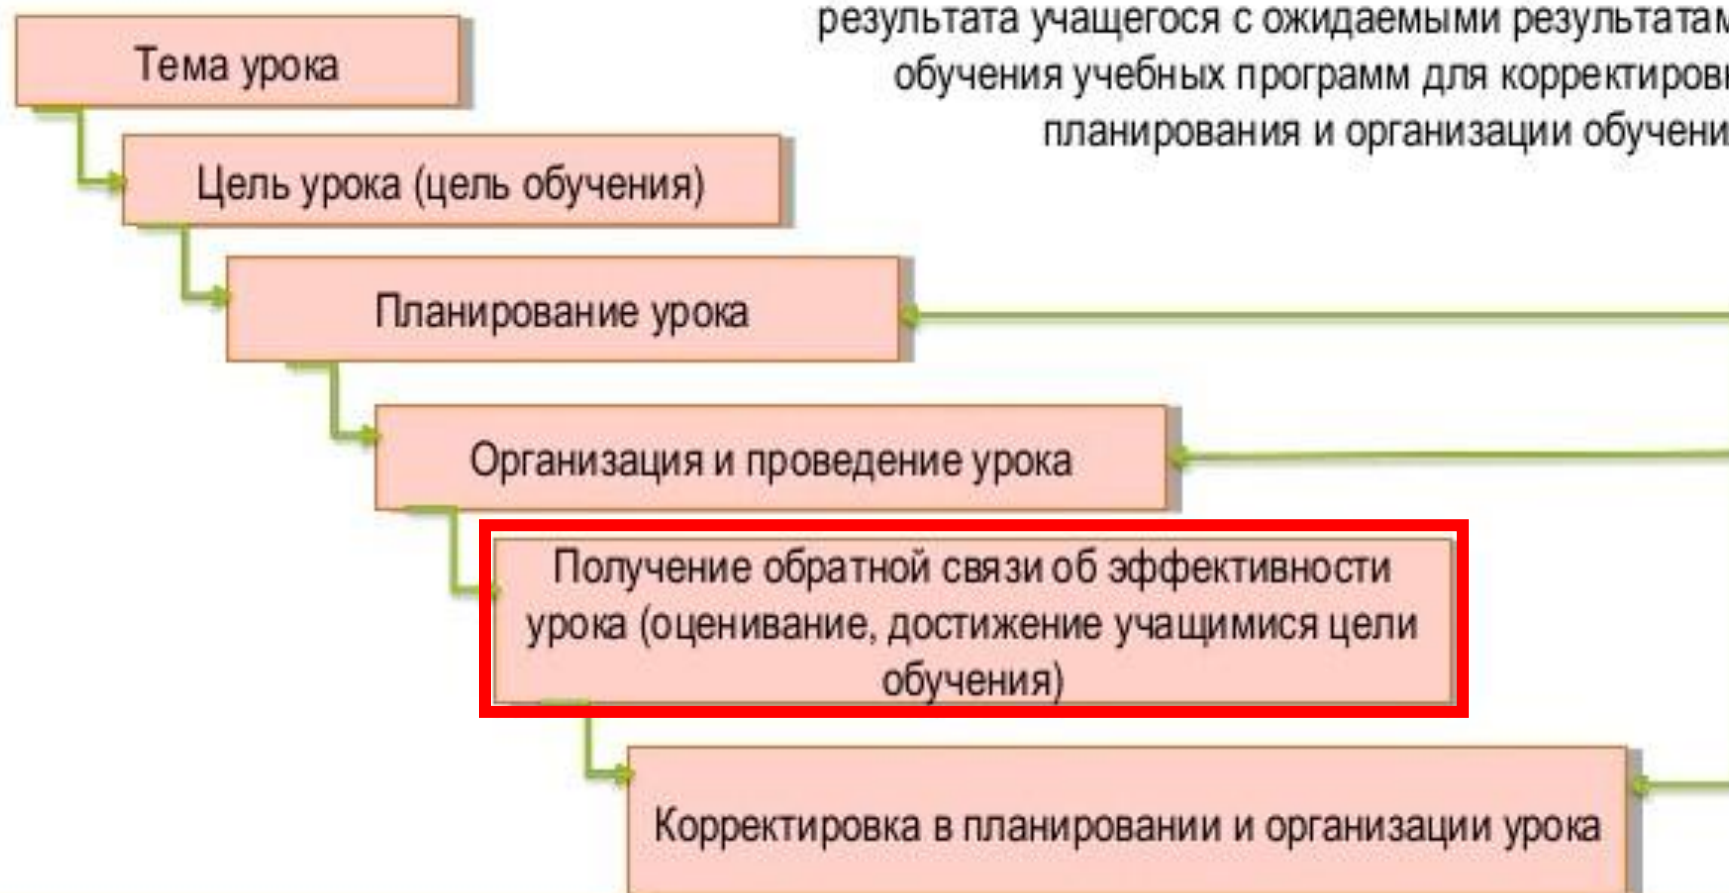 результата учащегося с ожидаемыми результатам
обучения учебных программ для корректиров
планирования и организации обучени
Тема урока
Цель урока (цель обучения)
Планирование урока
Организация и проведение урока
Получение обратной связи об эффективности
урока (оценивание, достижение учащимися цели
обучения)
Корректировка в планировании и организации урока